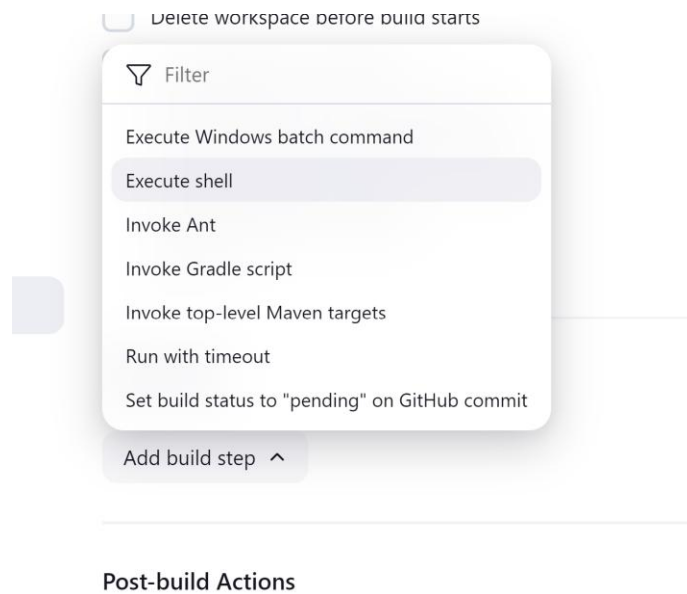 Delete workspace before build starts
Filter
Execute Windows batch command
Execute shell
Invoke Ant
Invoke Gradle script
Invoke top-level Maven targets
Run with timeout
Set build status to "pending" on GitHub commit
Add build step
Post-build Actions